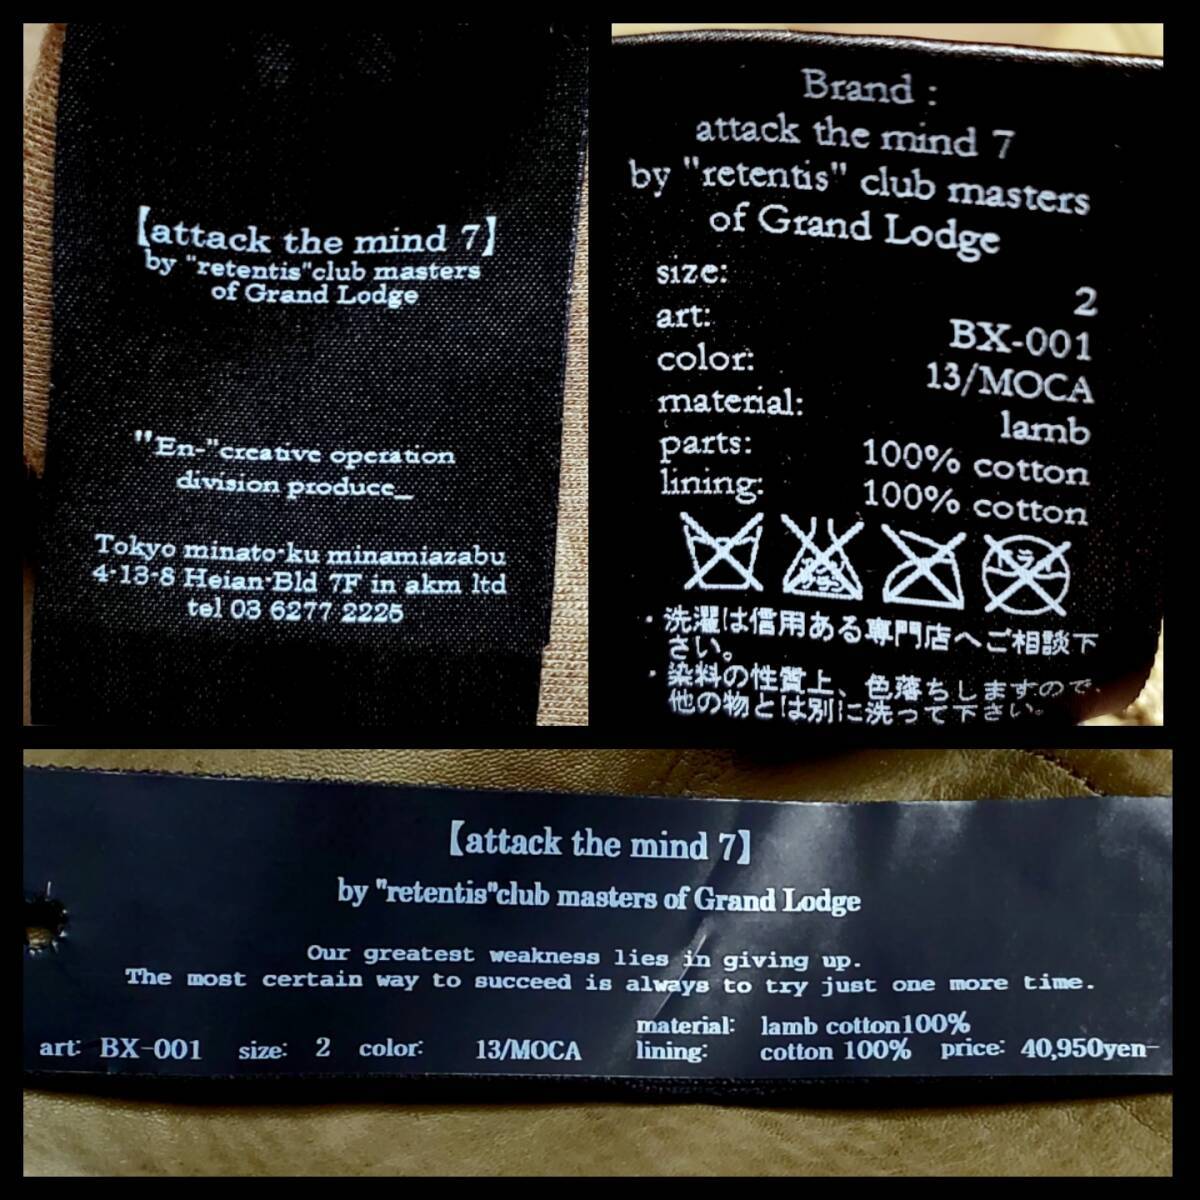 【attack the mind 7】
by "retentis"club masters
of Grand Lodge
"En-"creative operation
division produce_
Tokyo minato-ku minamiazabu
4-13-8 Heian Bld 7F in akm ltd
tel 03 6277 2225
Brand :
attack the mind 7
by "retentis" club masters
of Grand Lodge
size: 2
art: BX-001
color: 13/MOCA
material: lamb
parts: 100% cotton
lining: 100% cotton
・洗濯は信用ある専門店へご相談下
さい。
・染料の性質上、色落ちしますので、
他の物とは別に洗って下さい。
【attack the mind 7】
by "retentis"club masters of Grand Lodge
Our greatest weakness lies in giving up.
The most certain way to succeed is always to try just one more time.
material: lamb cotton100%
art: BX-001 size: 2 color: 13/MOCA lining: cotton 100% price: 40,950yen-